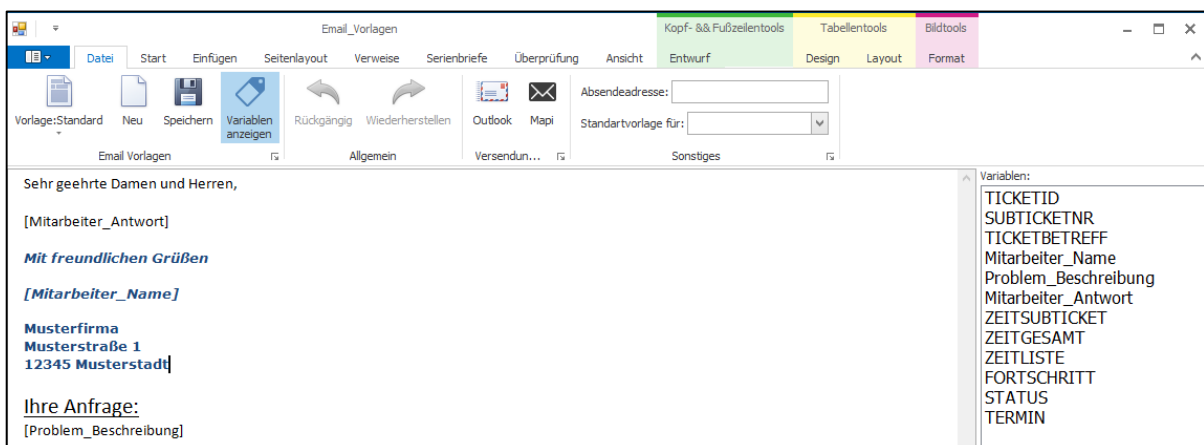 Email_Vorlagen
Kopf- && Fußzeilentools Tabellentools Bildtools
Datei Start Einfügen Seitenlayout Verweise Serienbriefe Überprüfung Ansicht Entwurf Design Layout Format
Vorlage:Standard Neu Speichern Variablen anzeigen Rückgängig Wiederherstellen Outlook Mapi
Absendeadresse:
Standartvorlage für:
Email Vorlagen Allgemein Versendun... Sonstiges
Sehr geehrte Damen und Herren,
[Mitarbeiter_Antwort]
Mit freundlichen Grüßen
[Mitarbeiter_Name]
Musterfirma
Musterstraße 1
12345 Musterstadt
Ihre Anfrage:
[Problem_Beschreibung]
Variablen:
TICKETID
SUBTICKETNR
TICKETBETREFF
Mitarbeiter_Name
Problem_Beschreibung
Mitarbeiter_Antwort
ZEITSUBTICKET
ZEITGESAMT
ZEITLISTE
FORTSCHRITT
STATUS
TERMIN